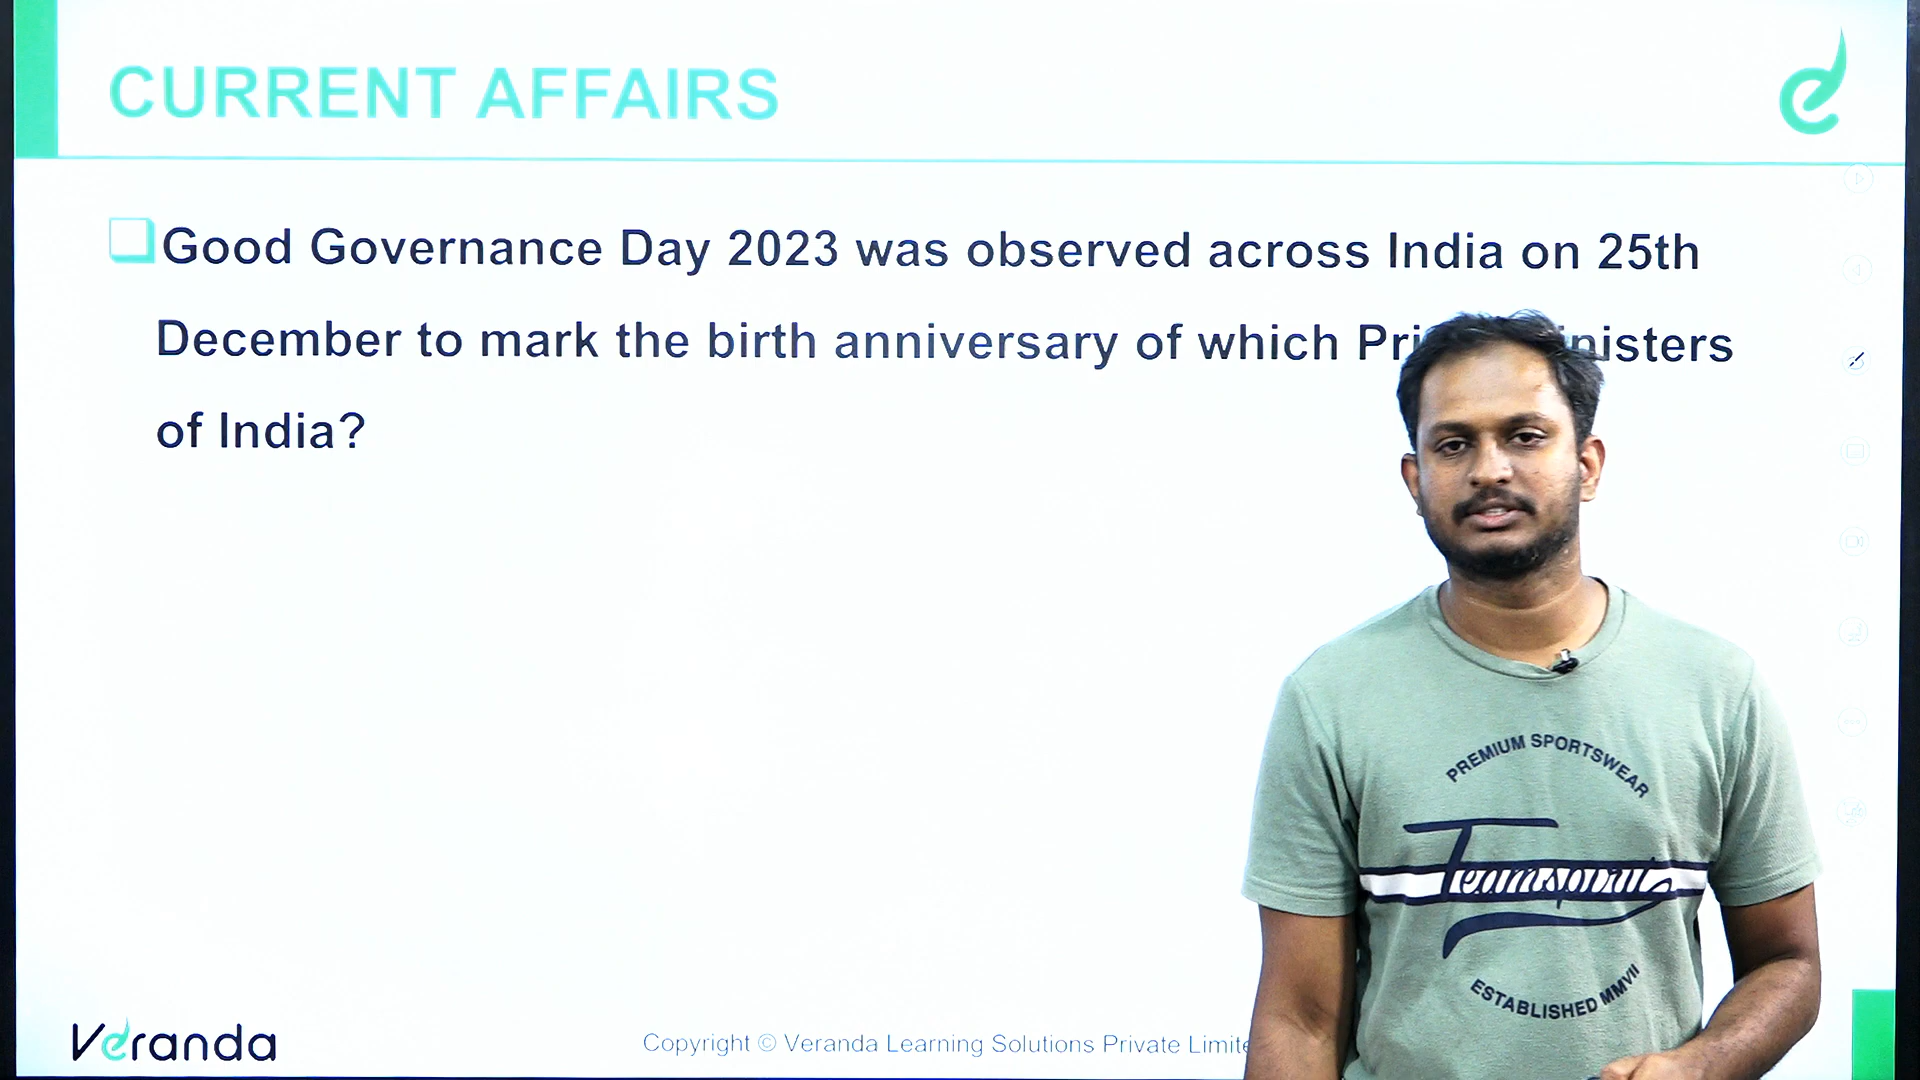 CURRENT AFFAIRS
Good Governance Day 2023 was observed across India on 25th
December to mark the birth anniversary of which Pri nisters
of India?
PREMIUM SPORTSWEAR
Teamspirit
ESTABLISHED MMVII
Veranda
Copyright © Veranda Learning Solutions Private Limite